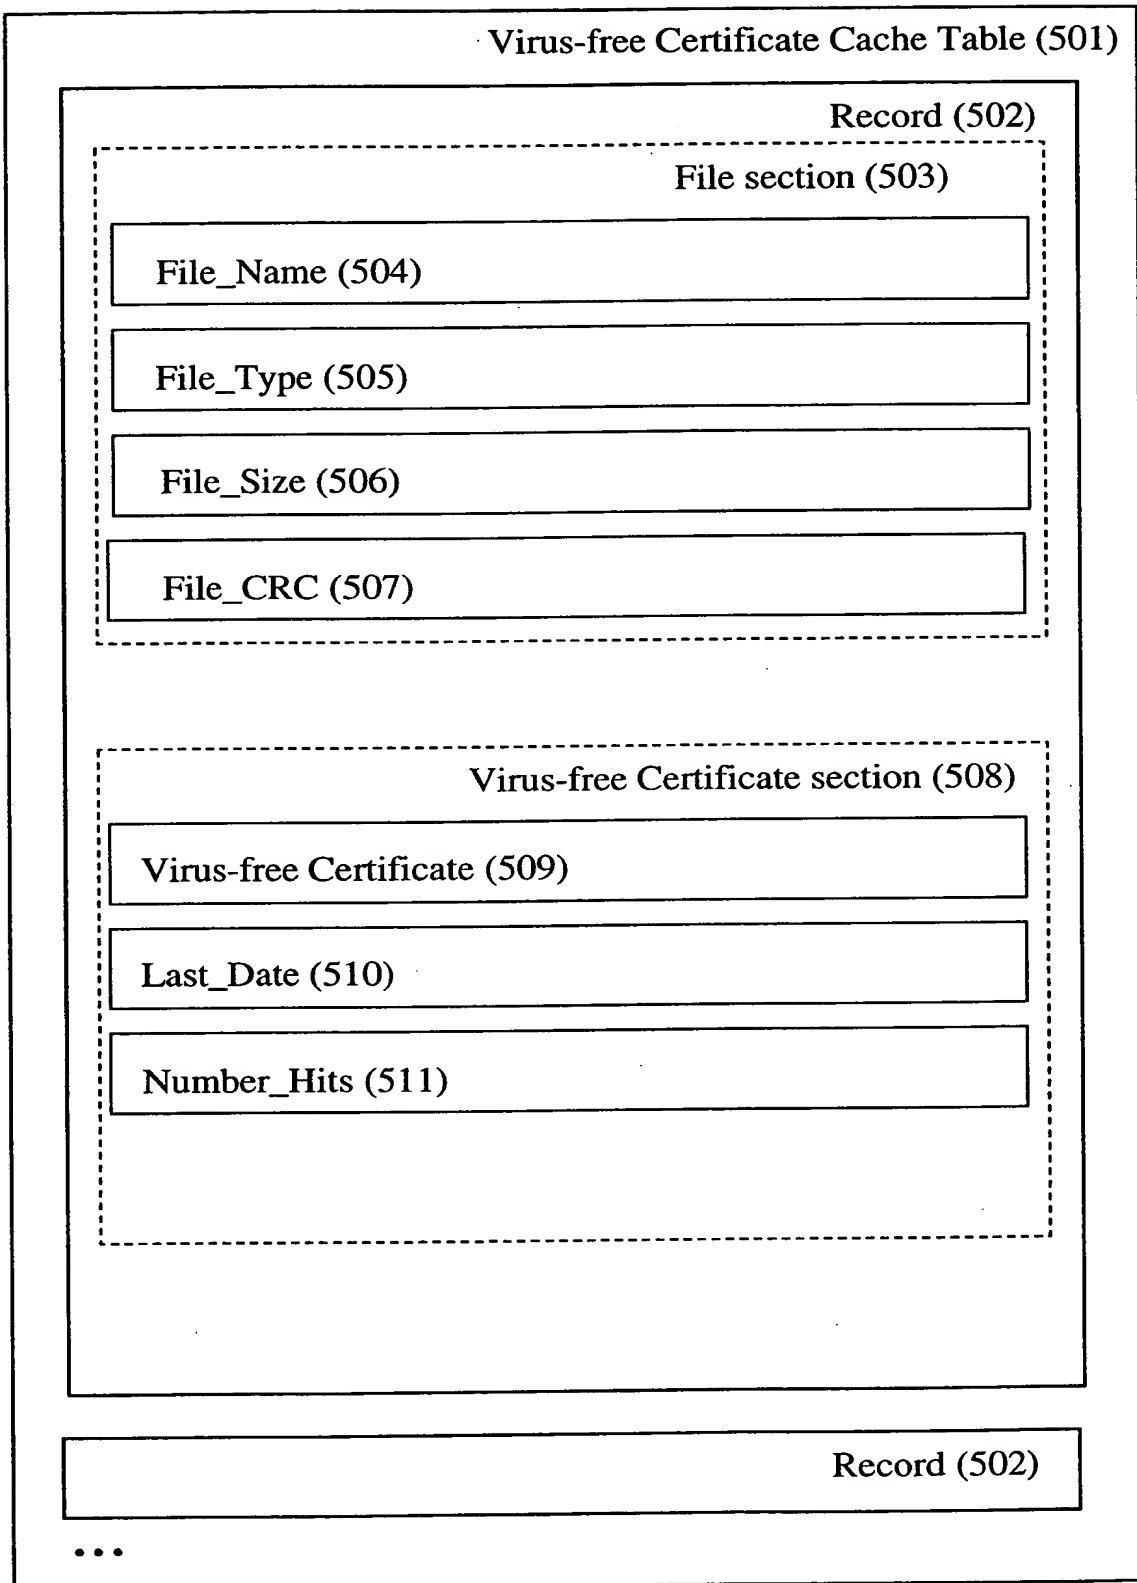 Virus-free Certificate Cache Table (501)
Record (502)
File section (503)
File_Name (504)
File_Type (505)
File_Size (506)
File_CRC (507)
Virus-free Certificate section (508)
Virus-free Certificate (509)
Last_Date (510)
Number_Hits (511)
Record (502)
•••